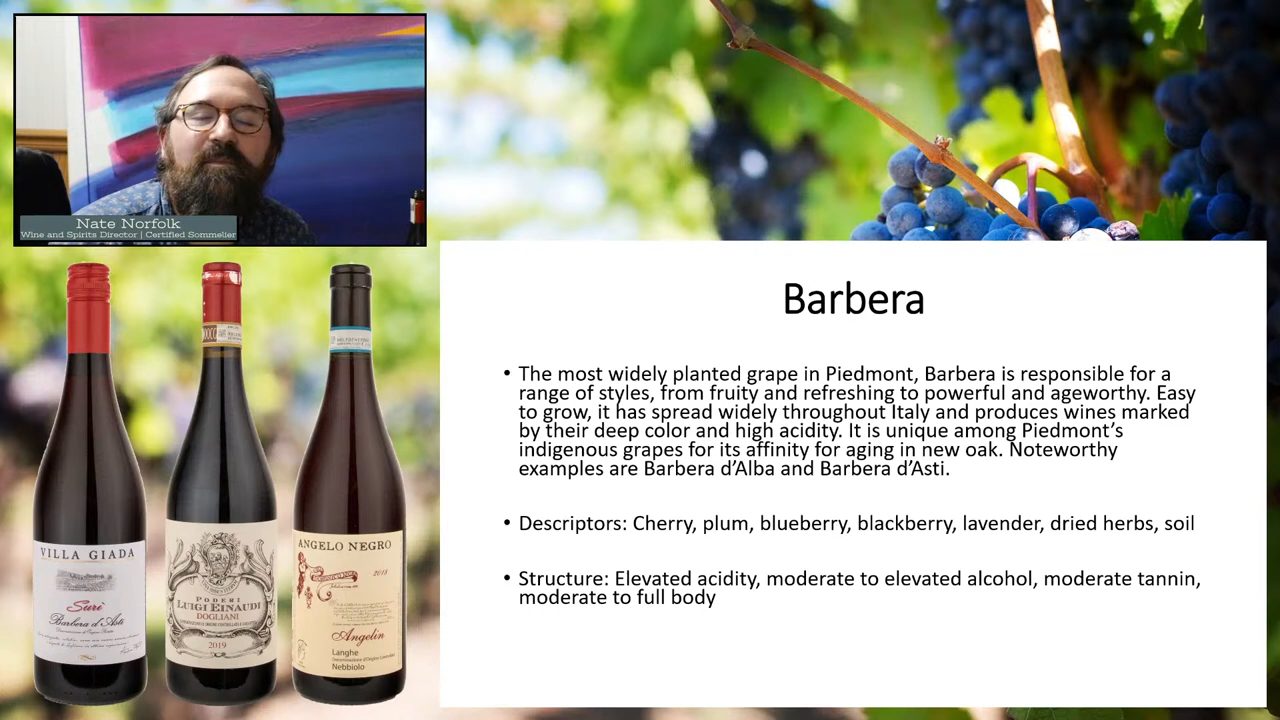 Nate Norfolk
Wine and Spirits Director | Certified Sommelier
Barbera
• The most widely planted grape in Piedmont, Barbera is responsible for a
range of styles, from fruity and refreshing to powerful and ageworthy. Easy
to grow, it has spread widely throughout Italy and produces wines marked
by their deep color and high acidity. It is unique among Piedmont’s
indigenous grapes for its affinity for aging in new oak. Noteworthy
examples are Barbera d’Alba and Barbera d’Asti.
• Descriptors: Cherry, plum, blueberry, blackberry, lavender, dried herbs, soil
• Structure: Elevated acidity, moderate to elevated alcohol, moderate tannin,
moderate to full body
VILLA GIADA
Surì
Barbera d'Asti
PODERI
LUIGI EINAUDI
DOGLIANI
2019
ANGELO NEGRO
2018
Angelin
Langhe
Nebbiolo